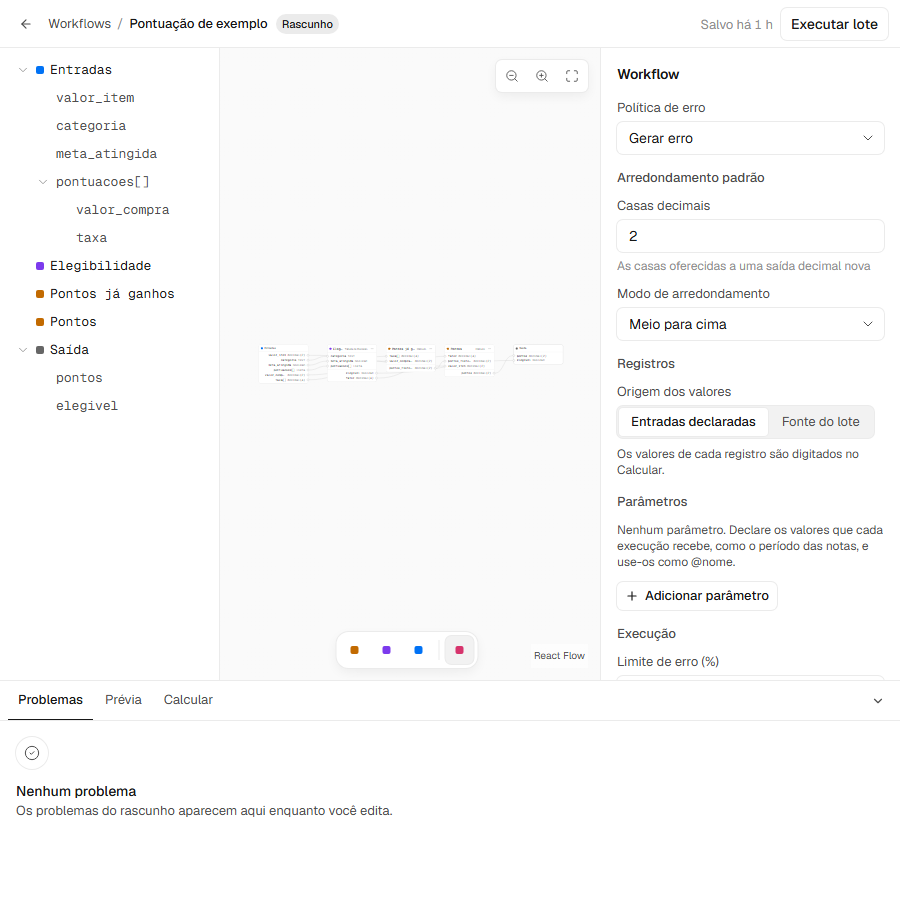 Workflows / Pontuação de exemplo Rascunho
Salvo há 1 h Executar lote
Entradas
valor_item
categoria
meta_atingida
pontuacoes[]
valor_compra
taxa
Elegibilidade
Pontos já ganhos
Pontos
Saída
pontos
elegivel
React Flow
Workflow
Política de erro
Gerar erro
Arredondamento padrão
Casas decimais
2
As casas oferecidas a uma saída decimal nova
Modo de arredondamento
Meio para cima
Registros
Origem dos valores
Entradas declaradas Fonte do lote
Os valores de cada registro são digitados no
Calcular.
Parâmetros
Nenhum parâmetro. Declare os valores que cada
execução recebe, como o período das notas, e
use-os como @nome.
Adicionar parâmetro
Execução
Limite de erro (%)
Problemas Prévia Calcular
Nenhum problema
Os problemas do rascunho aparecem aqui enquanto você edita.